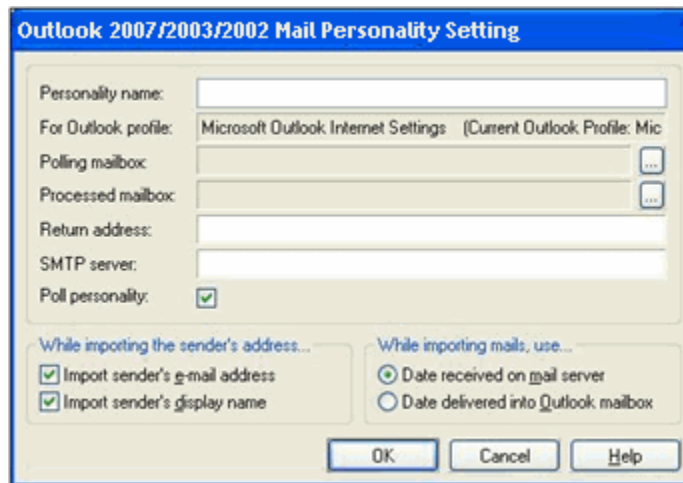 Outlook 2007/2003/2002 Mail Personality Setting
Personality name:
For Outlook profile: Microsoft Outlook Internet Settings (Current Outlook Profile: Mic
Polling mailbox: ...
Processed mailbox: ...
Return address:
SMTP server:
Poll personality:
While importing the sender's address... While importing mails, use...
Import sender's e-mail address Date received on mail server
Import sender's display name Date delivered into Outlook mailbox
OK Cancel Help